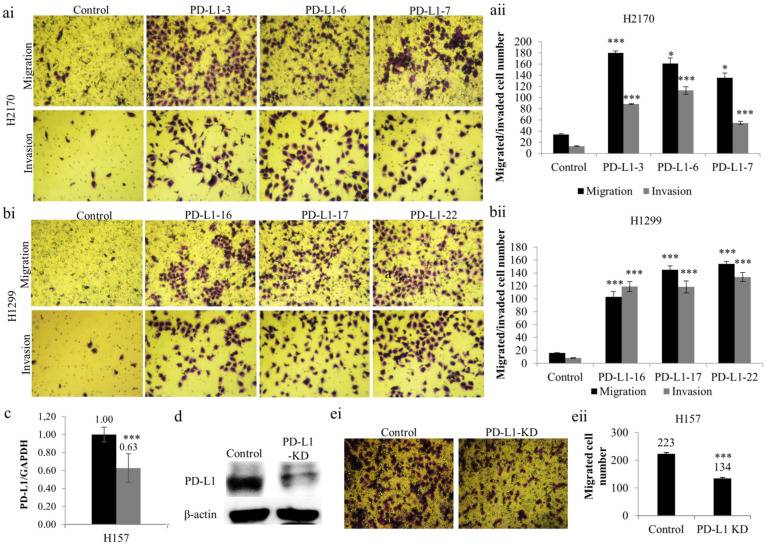 ai
Control PD-L1-3 PD-L1-6 PD-L1-7
H2170
Migration
Invasion
aii
H2170
Migrated/invaded cell number
200
180
160
140
120
100
80
60
40
20
0
*** *** * *** * ***
Control PD-L1-3 PD-L1-6 PD-L1-7
Migration Invasion
bi
Control PD-L1-16 PD-L1-17 PD-L1-22
H1299
Migration
Invasion
bii
H1299
Migrated/invaded cell number
180
160
140
120
100
80
60
40
20
0
*** *** *** *** *** ***
Control PD-L1-16 PD-L1-17 PD-L1-22
Migration Invasion
c
PD-L1/GAPDH
1.20
1.00
0.80
0.60
0.40
0.20
0.00
1.00
***
0.63
H157
d
Control PD-L1
-KD
PD-L1
β-actin
ei
Control PD-L1-KD
eii
H157
Migrated cell
number
300
200
100
0
223
***
134
Control PD-L1 KD